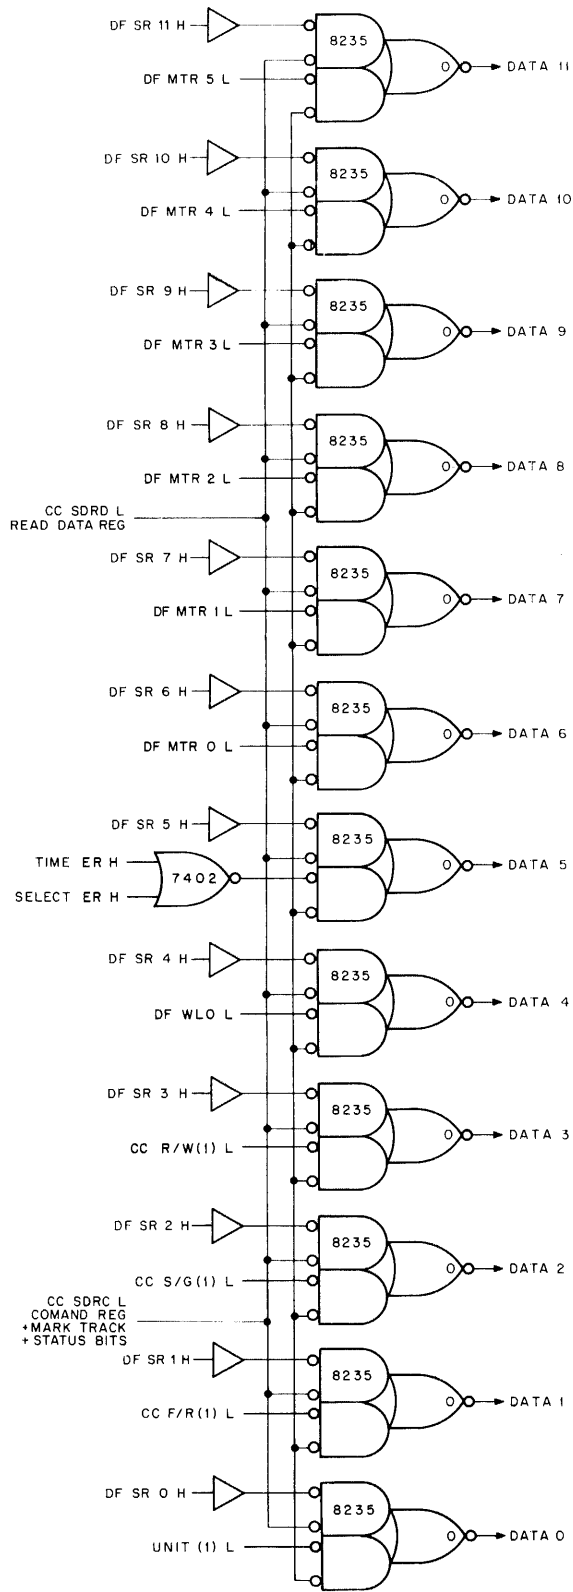 DF SR 11 H
8235
O
DATA 11
DF MTR 5 L
DF SR 10 H
8235
O
DATA 10
DF MTR 4 L
DF SR 9 H
8235
O
DATA 9
DF MTR 3 L
DF SR 8 H
8235
O
DATA 8
DF MTR 2 L
CC SDRD L
READ DATA REG
DF SR 7 H
8235
O
DATA 7
DF MTR 1 L
DF SR 6 H
8235
O
DATA 6
DF MTR 0 L
DF SR 5 H
8235
O
DATA 5
TIME ER H
7402
SELECT ER H
DF SR 4 H
8235
O
DATA 4
DF WLO L
DF SR 3 H
8235
O
DATA 3
CC R/W(1) L
DF SR 2 H
8235
O
DATA 2
CC S/G(1) L
CC SDRC L
COMAND REG
+MARK TRACK
+STATUS BITS
DF SR 1 H
8235
O
DATA 1
CC F/R(1) L
DF SR 0 H
8235
O
DATA 0
UNIT (1) L